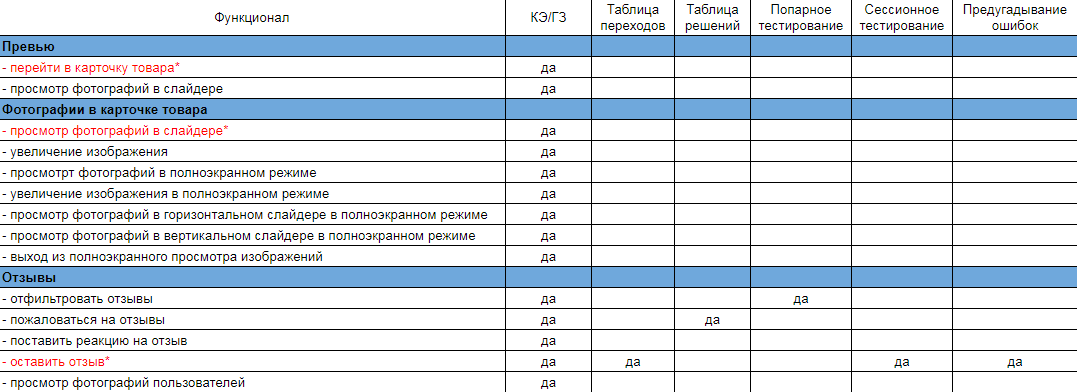 Функционал КЭ/ГЗ Таблица переходов Таблица решений Попарное тестирование Сессионное тестирование Предугадывание ошибок
Превью
- перейти в карточку товара* да
- просмотр фотографий в слайдере да
Фотографии в карточке товара
- просмотр фотографий в слайдере* да
- увеличение изображения да
- просмотрт фотографий в полноэкранном режиме да
- увеличение изображения в полноэкранном режиме да
- просмотр фотографий в горизонтальном слайдере в полноэкранном режиме да
- просмотр фотографий в вертикальном слайдере в полноэкранном режиме да
- выход из полноэкранного просмотра изображений да
Отзывы
- отфильтровать отзывы да да
- пожаловаться на отзывы да да
- поставить реакцию на отзыв да
- оставить отзыв* да да да да
- просмотр фотографий пользователей да